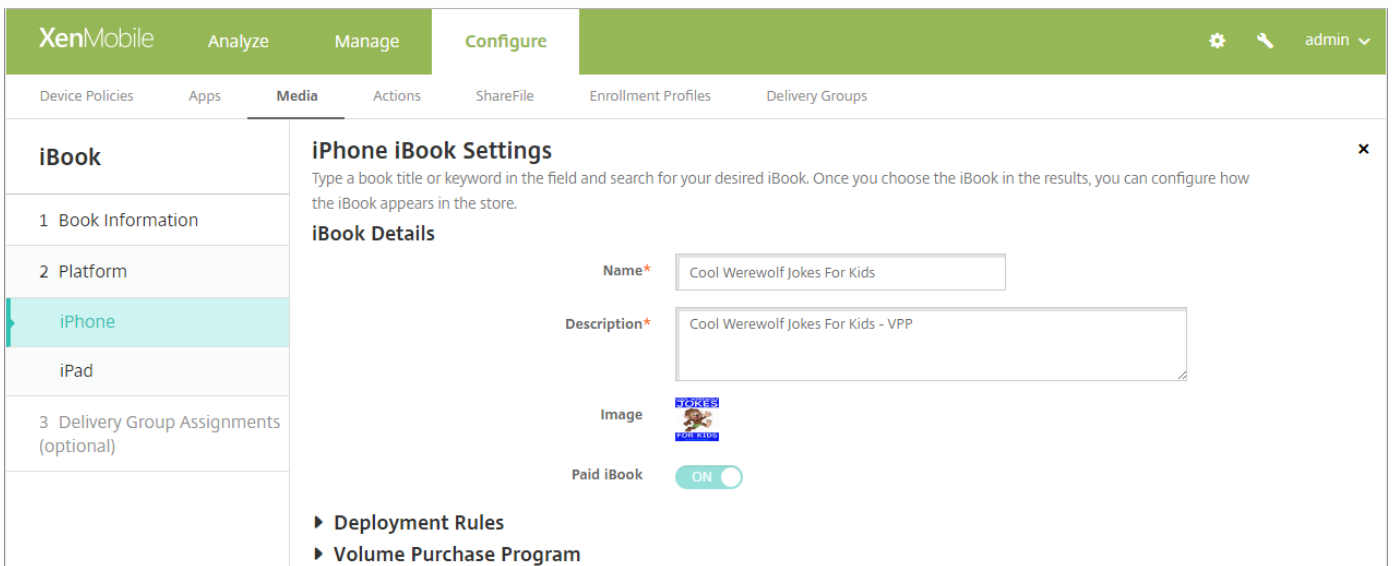 XenMobile Analyze Manage Configure admin
Device Policies Apps Media Actions ShareFile Enrollment Profiles Delivery Groups
iBook
1 Book Information
2 Platform
iPhone
iPad
3 Delivery Group Assignments
(optional)
iPhone iBook Settings
Type a book title or keyword in the field and search for your desired iBook. Once you choose the iBook in the results, you can configure how
the iBook appears in the store.
iBook Details
Name* Cool Werewolf Jokes For Kids
Description* Cool Werewolf Jokes For Kids - VPP
Image
JOKES
FOR KIDS
Paid iBook ON
Deployment Rules
Volume Purchase Program